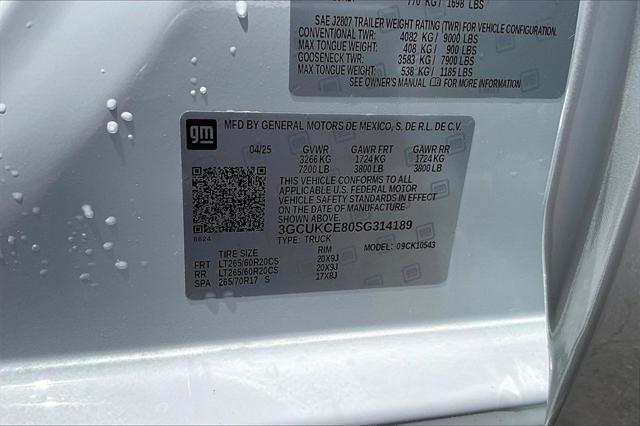 770 KG / 1698 LBS
SAE J2807 TRAILER WEIGHT RATING (TWR) FOR VEHICLE CONFIGURATION.
CONVENTIONAL TWR: 4082 KG / 9000 LBS
MAX TONGUE WEIGHT: 408 KG / 900 LBS
GOOSENECK TWR: 3583 KG / 7900 LBS
MAX TONGUE WEIGHT: 538 KG / 1185 LBS
SEE OWNER'S MANUAL FOR MORE INFORMATION
gm MFD BY GENERAL MOTORS DE MEXICO, S. DE R.L. DE C.V.
04/25 GVWR GAWR FRT GAWR RR
3266 KG 1724 KG 1724 KG
7200 LB 3800 LB 3800 LB
THIS VEHICLE CONFORMS TO ALL
APPLICABLE U.S. FEDERAL MOTOR
VEHICLE SAFETY STANDARDS IN EFFECT
ON THE DATE OF MANUFACTURE
SHOWN ABOVE.
3GCUKCE80SG314189
8624 TYPE: TRUCK MODEL: 09CK10543
TIRE SIZE RIM
FRT LT265/60R20CS 20X9J
RR LT265/60R20CS 20X9J
SPA 265/70R17 S 17X8J